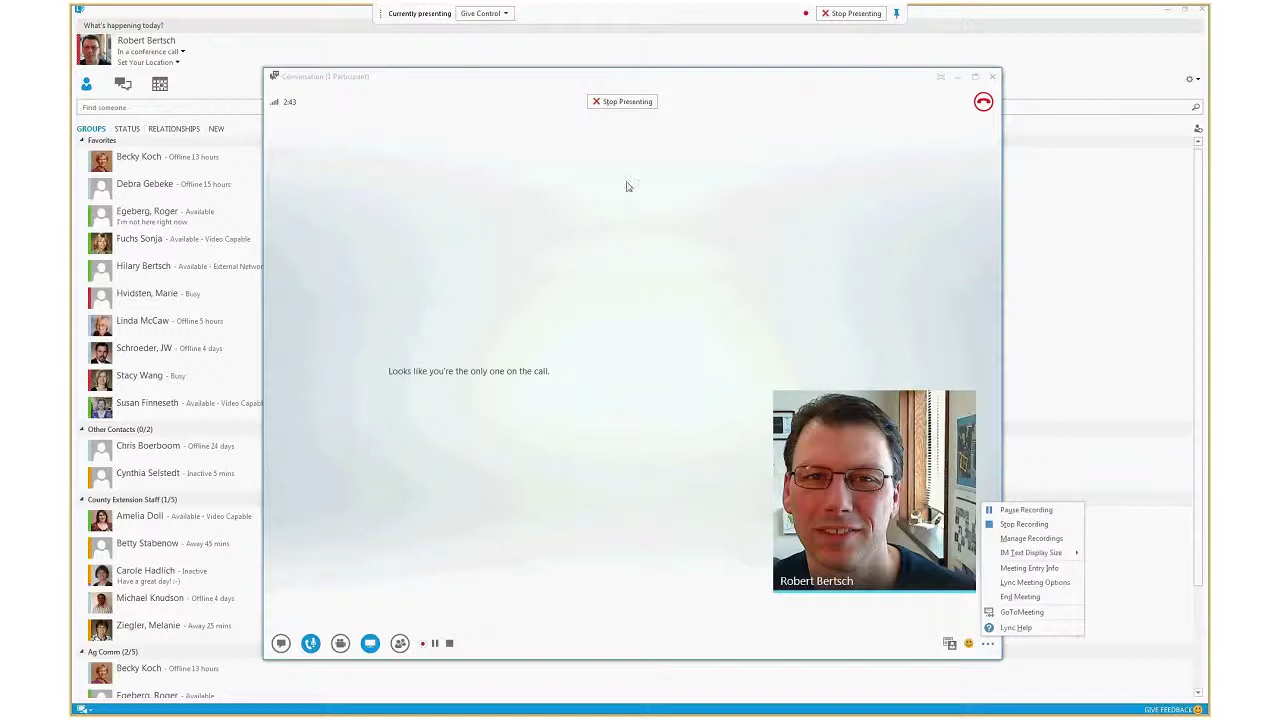 Currently presenting Give Control Stop Presenting
What's happening today?
Robert Bertsch
In a conference call
Set Your Location
Find someone
GROUPS STATUS RELATIONSHIPS NEW
Favorites
Becky Koch - Offline 13 hours
Debra Gebeke - Offline 15 hours
Egeberg, Roger - Available
I'm not here right now
Fuchs Sonja - Available - Video Capable
Hilary Bertsch - Available - External Networ
Hvidsten, Marie - Busy
Linda McCaw - Offline 5 hours
Schroeder, JW - Offline 4 days
Stacy Wang - Busy
Susan Finneseth - Available - Video Capabl
Other Contacts (0/2)
Chris Boerboom - Offline 24 days
Cynthia Selstedt - Inactive 5 mins
County Extension Staff (1/5)
Amelia Doll - Available - Video Capable
Betty Stabenow - Away 45 mins
Carole Hadlich - Inactive
Have a great day! :-)
Michael Knudson - Offline 4 days
Ziegler, Melanie - Away 25 mins
Ag Comm (2/5)
Becky Koch - Offline 13 hours
Egeberg, Roger - Available
Conversation (1 Participant)
2:43
Stop Presenting
Looks like you're the only one on the call.
Robert Bertsch
Pause Recording
Stop Recording
Manage Recordings
IM Text Display Size
Meeting Entry Info
Lync Meeting Options
End Meeting
GoToMeeting
Lync Help
GIVE FEEDBACK